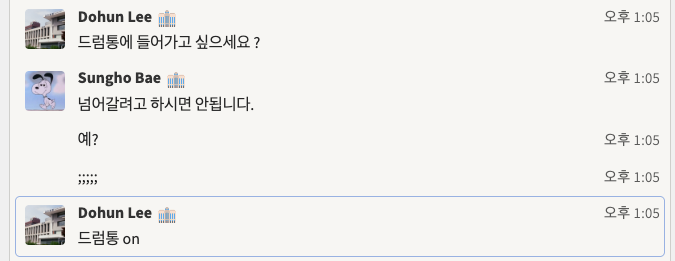 Dohun Lee 오후 1:05
드럼통에 들어가고 싶으세요 ?
Sungho Bae 오후 1:05
넘어갈려고 하시면 안됩니다.
예? 오후 1:05
;;;;; 오후 1:05
Dohun Lee 오후 1:05
드럼통 on